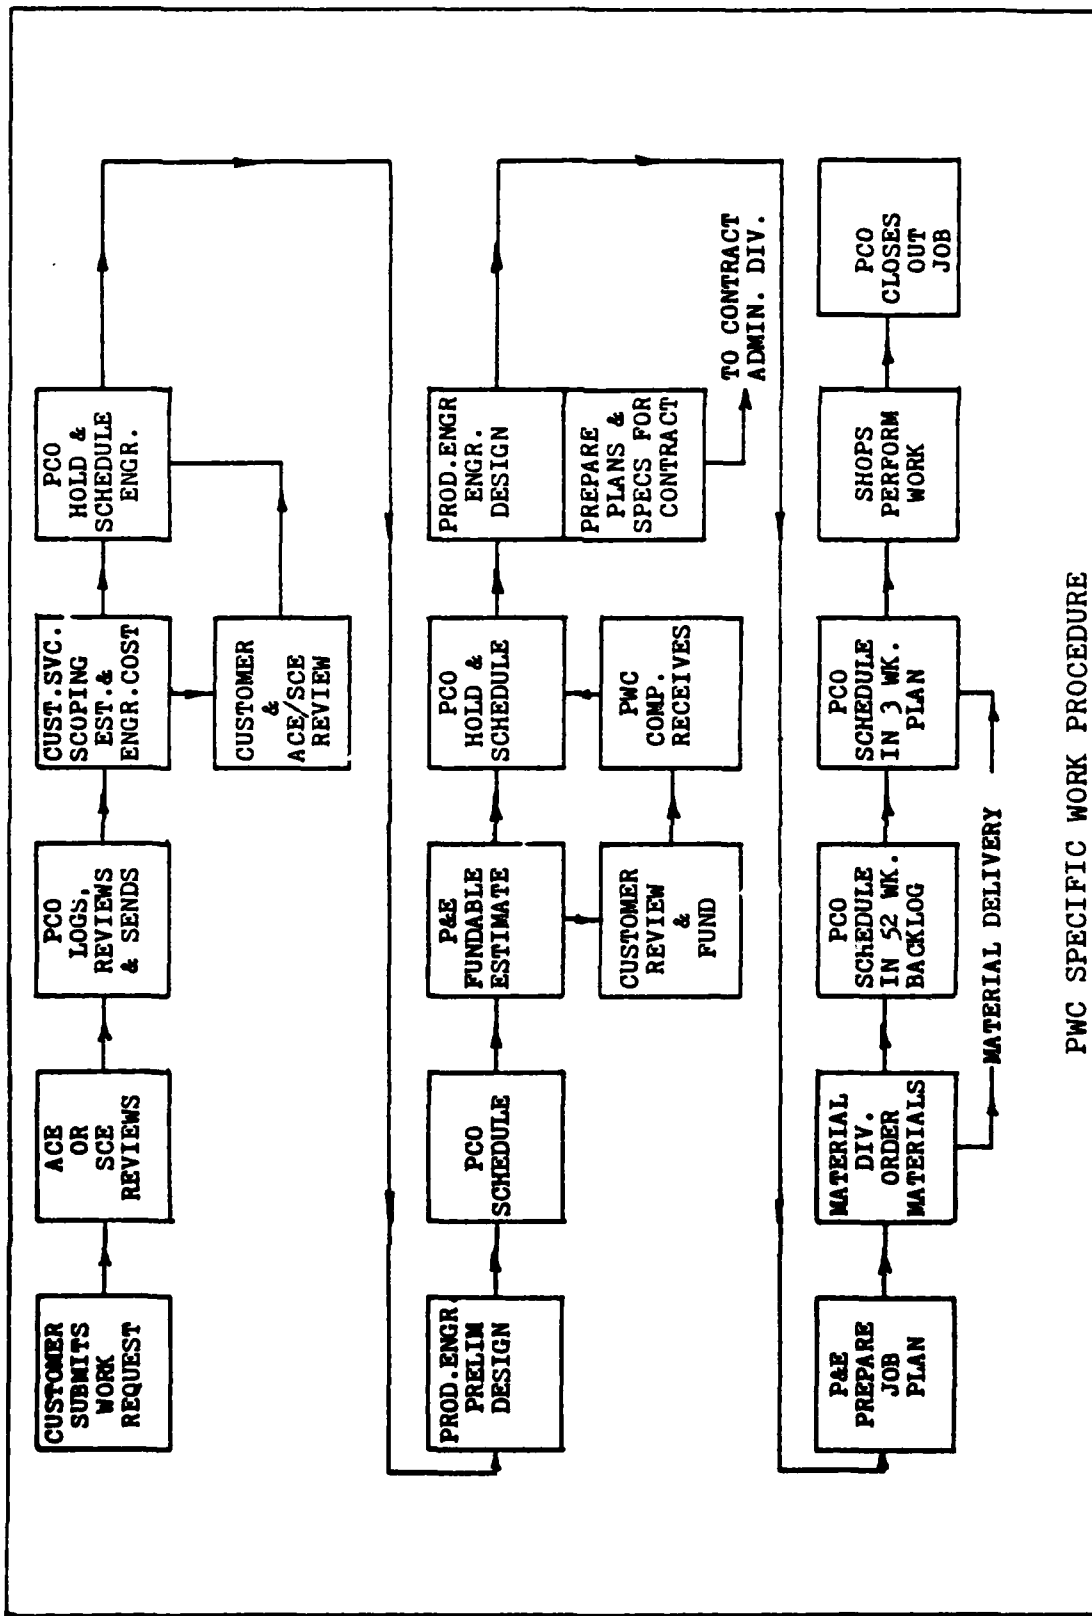 CUSTOMER
SUBMITS
WORK
REQUEST
ACE
OR
SCE
REVIEWS
PCO
LOGS,
REVIEWS
& SENDS
CUST.SVC.
SCOPING
EST.&
ENGR.COST
CUSTOMER
&
ACE/SCE
REVIEW
PCO
HOLD &
SCHEDULE
ENGR.
PROD.ENGR.
PRELIM
DESIGN
PCO
SCHEDULE
P&E
FUNDABLE
ESTIMATE
CUSTOMER
REVIEW
&
FUND
PCO
HOLD &
SCHEDULE
PWC
COMP.
RECEIVES
PROD.ENGR
ENGR.
DESIGN
PREPARE
PLANS &
SPECS FOR
CONTRACT
TO CONTRACT
ADMIN. DIV.
P&E
PREPARE
JOB
PLAN
MATERIAL
DIV.
ORDER
MATERIALS
PCO
SCHEDULE
IN 52 WK.
BACKLOG
MATERIAL DELIVERY
PCO
SCHEDULE
IN 3 WK.
PLAN
SHOPS
PERFORM
WORK
PCO
CLOSES
OUT
JOB
PWC SPECIFIC WORK PROCEDURE